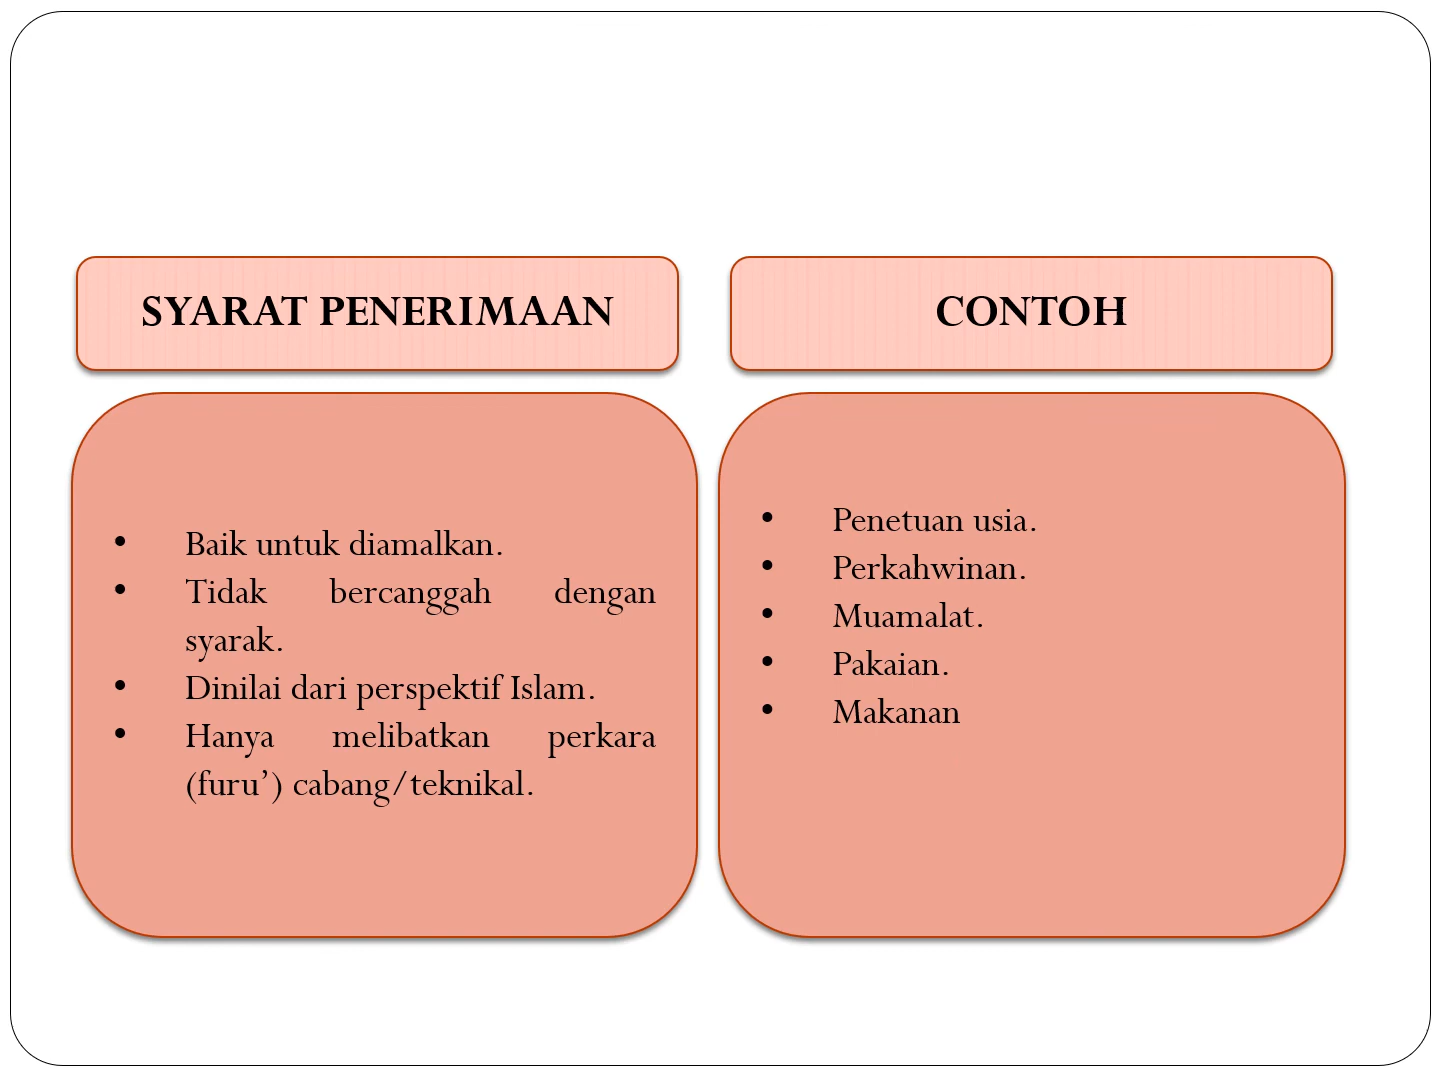 SYARAT PENERIMAAN
• Baik untuk diamalkan.
• Tidak bercanggah dengan
syarak.
• Dinilai dari perspektif Islam.
• Hanya melibatkan perkara
(furu’) cabang/teknikal.
CONTOH
• Penetuan usia.
• Perkahwinan.
• Muamalat.
• Pakaian.
• Makanan